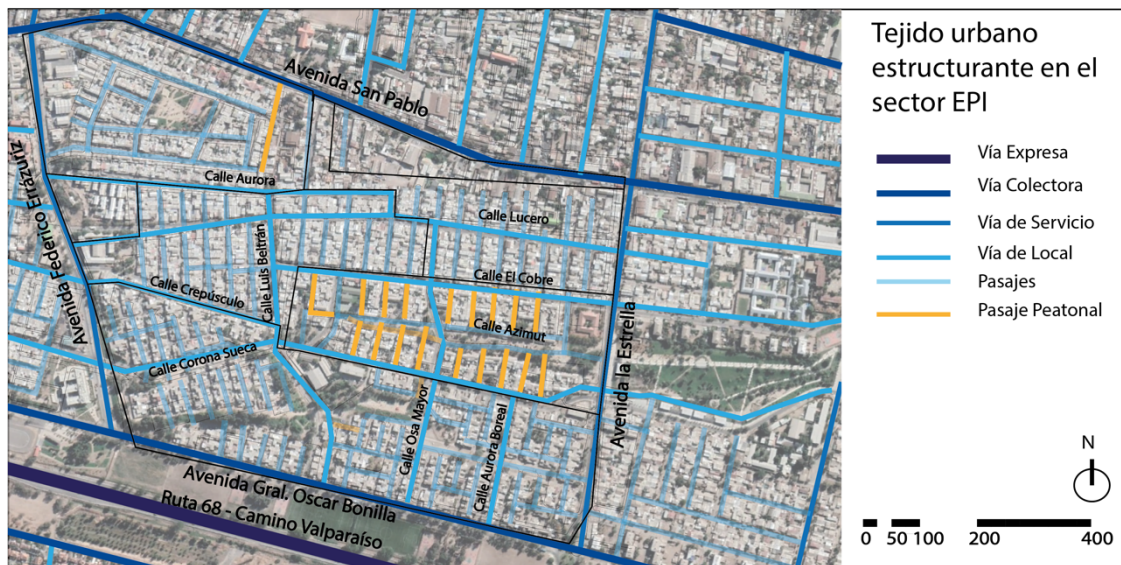 Tejido urbano
estructurante en el
sector EPI
Vía Expresa
Vía Colectora
Vía de Servicio
Vía de Local
Pasajes
Pasaje Peatonal
N
0 50 100 200 400
Avenida San Pablo
Avenida Federico Errázuriz
Calle Aurora
Calle Lucero
Calle Luis Beltrán
Calle El Cobre
Calle Crepúsculo
Calle Azimut
Calle Corona Sueca
Avenida la Estrella
Calle Osa Mayor
Calle Aurora Boreal
Avenida Gral. Oscar Bonilla
Ruta 68 - Camino Valparaíso